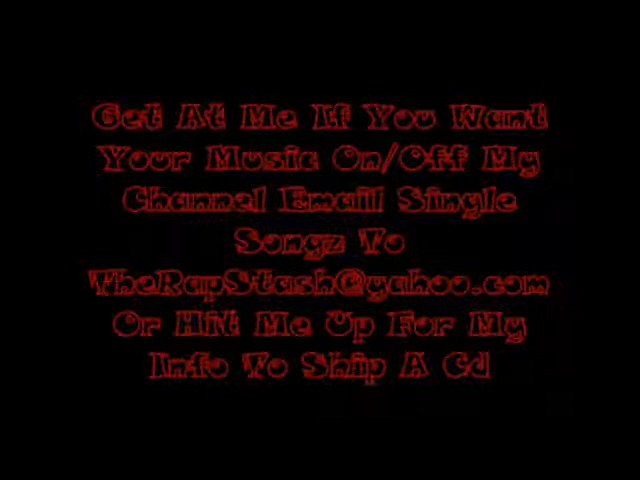 Get At Me If You Want
Your Music On/Off My
Channel Email Single
Songz To
TheRapStash@yahoo.com
Or Hit Me Up For My
Info To Ship A Cd